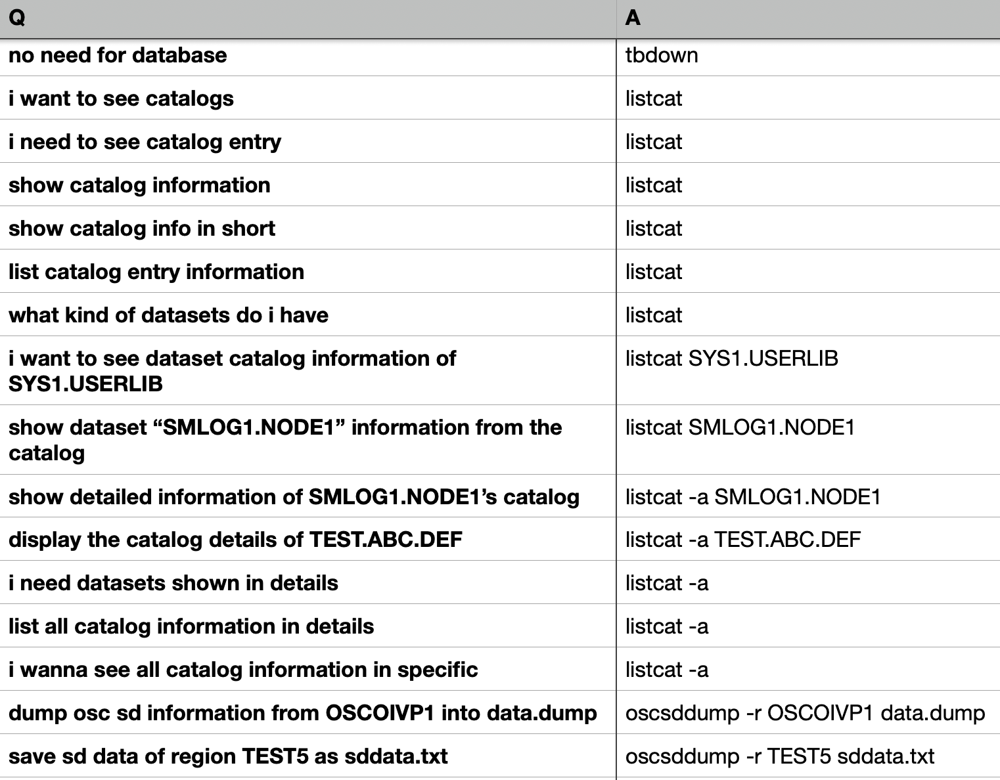 Q A
no need for database tbdown
i want to see catalogs listcat
i need to see catalog entry listcat
show catalog information listcat
show catalog info in short listcat
list catalog entry information listcat
what kind of datasets do i have listcat
i want to see dataset catalog information of listcat SYS1.USERLIB
SYS1.USERLIB
show dataset “SMLOG1.NODE1” information from the listcat SMLOG1.NODE1
catalog
show detailed information of SMLOG1.NODE1’s catalog listcat -a SMLOG1.NODE1
display the catalog details of TEST.ABC.DEF listcat -a TEST.ABC.DEF
i need datasets shown in details listcat -a
list all catalog information in details listcat -a
i wanna see all catalog information in specific listcat -a
dump osc sd information from OSCOIVP1 into data.dump oscsddump -r OSCOIVP1 data.dump
save sd data of region TEST5 as sddata.txt oscsddump -r TEST5 sddata.txt